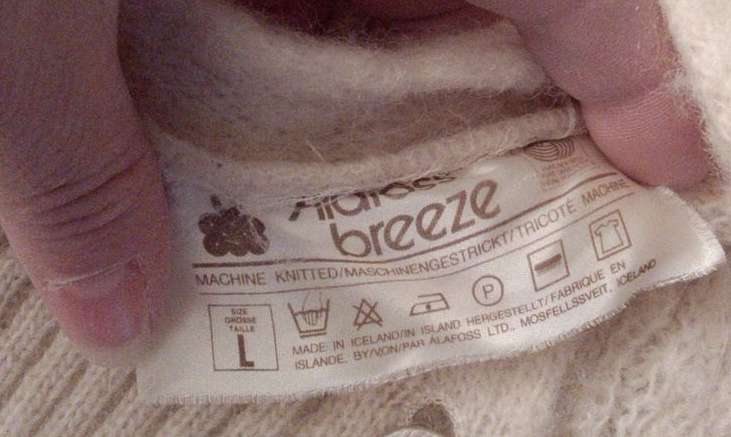 Alafoss
breeze
MACHINE KNITTED/MASCHINENGESTRICKT/TRICOTÉ MACHINE
SIZE
GRÖSSE
TAILLE
L
P
MADE IN ICELAND/IN ISLAND HERGESTELLT/FABRIQUÉ EN
ISLANDE. BY/VON/PAR ÁLAFOSS LTD., MOSFELLSSVEIT, ICELAND